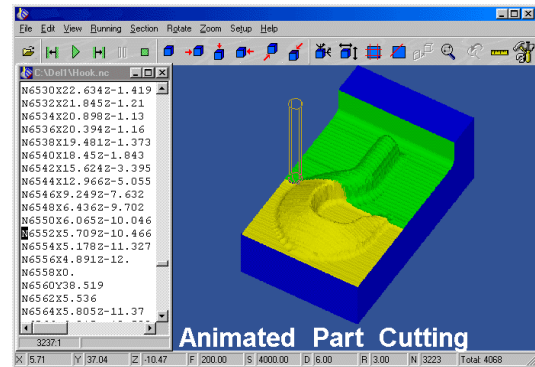 File Edit View Running Section Rotate Zoom Setup Help
C:\Del1\Hook.nc
N6530X22.634Z-1.419
N6532X21.845Z-1.21
N6534X20.898Z-1.13
N6536X20.394Z-1.16
N6538X19.481Z-1.373
N6540X18.45Z-1.843
N6542X15.624Z-3.395
N6544X12.966Z-5.055
N6546X9.249Z-7.632
N6548X6.436Z-9.702
N6550X6.065Z-10.046
N6552X5.709Z-10.466
N6554X5.178Z-11.327
N6556X4.891Z-12.
N6558X0.
N6560Y38.519
N6562X5.536
N6564X5.805Z-11.37
3237:1
Animated Part Cutting
X 5.71 Y 37.04 Z -10.47 F 200.00 S 4000.00 D 6.00 R 3.00 N 3223 Total: 4068